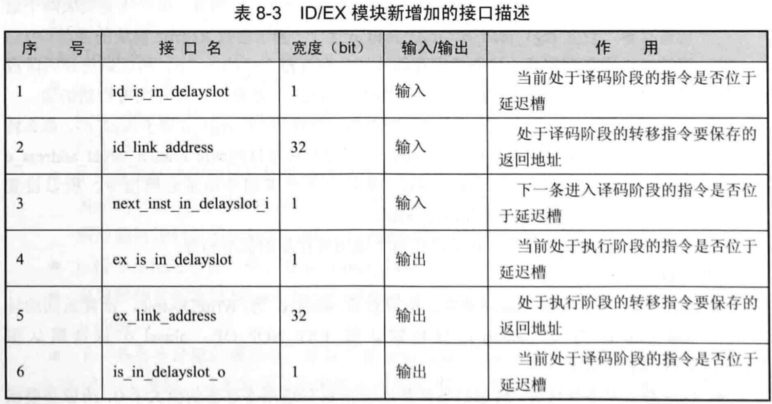 表 8-3 ID/EX 模块新增加的接口描述
序 号 接 口 名 宽度（bit） 输入/输出 作 用
1 id_is_in_delayslot 1 输入 当前处于译码阶段的指令是否位于
延迟槽
2 id_link_address 32 输入 处于译码阶段的转移指令要保存的
返回地址
3 next_inst_in_delayslot_i 1 输入 下一条进入译码阶段的指令是否位
于延迟槽
4 ex_is_in_delayslot 1 输出 当前处于执行阶段的指令是否位于
延迟槽
5 ex_link_address 32 输出 处于执行阶段的转移指令要保存的
返回地址
6 is_in_delayslot_o 1 输出 当前处于译码阶段的指令是否位于
延迟槽